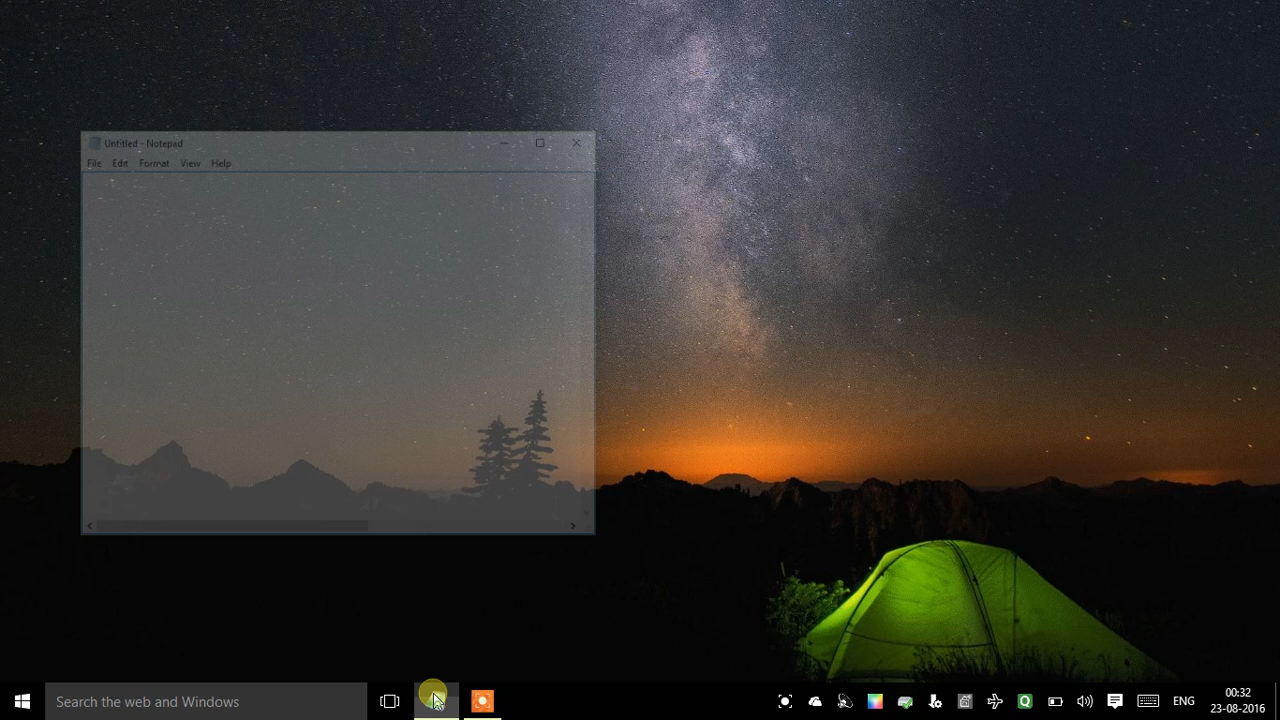 Untitled - Notepad
File Edit Format View Help
Search the web and Windows
ENG
00:32
23-08-2016